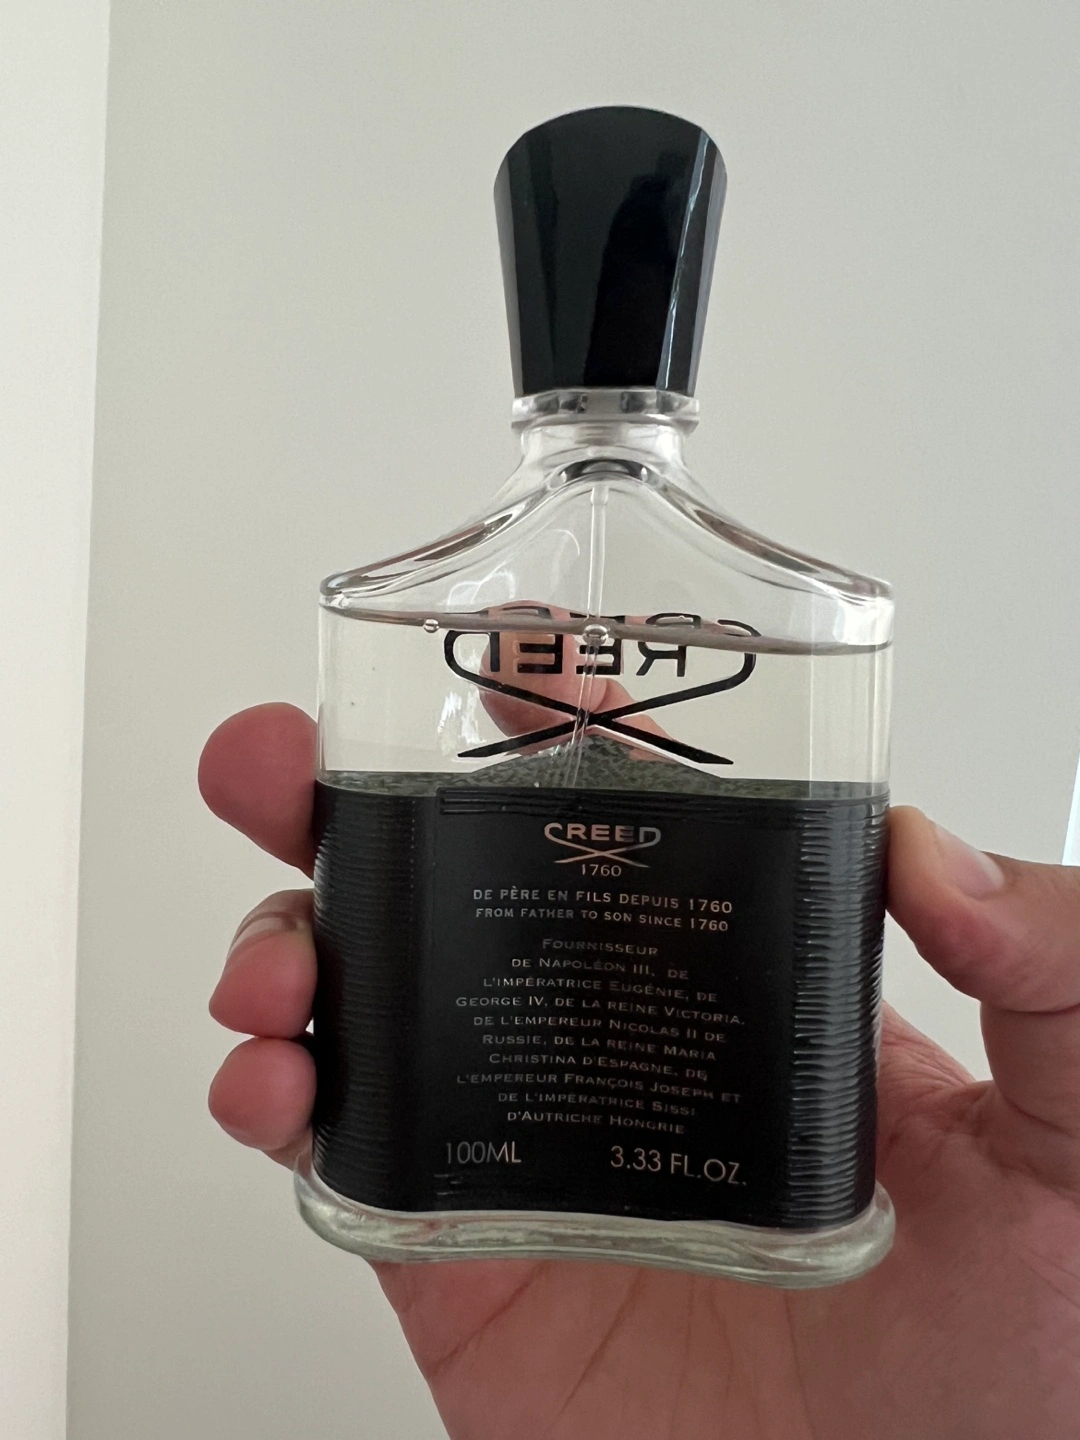 CREED
CREED
1760
DE PÈRE EN FILS DEPUIS 1760
FROM FATHER TO SON SINCE 1760
FOURNISSEUR
DE NAPOLÉON III, DE
L'IMPÉRATRICE EUGÉNIE, DE
GEORGE IV, DE LA REINE VICTORIA,
DE L'EMPEREUR NICOLAS II DE
RUSSIE, DE LA REINE MARIA
CHRISTINA D'ESPAGNE, DE
L'EMPEREUR FRANÇOIS JOSEPH ET
DE L'IMPÉRATRICE SISSI
D'AUTRICHE HONGRIE
100ML 3.33 FL.OZ.